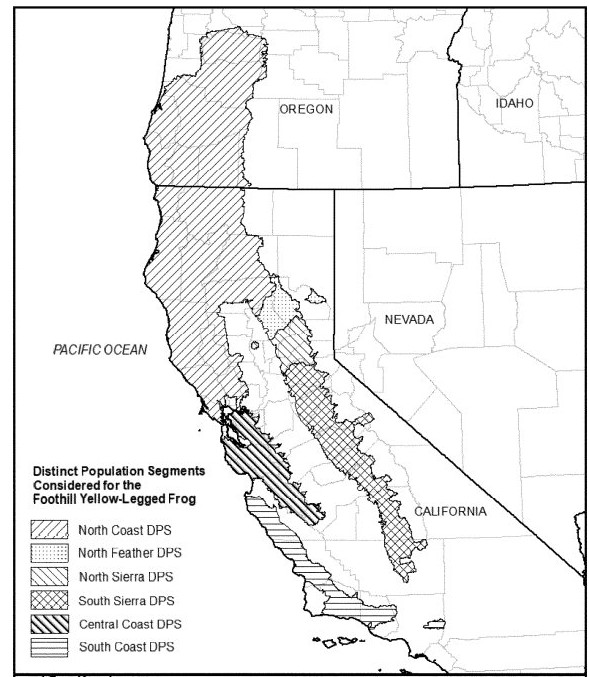 OREGON
IDAHO
NEVADA
PACIFIC OCEAN
CALIFORNIA
Distinct Population Segments
Considered for the
Foothill Yellow-Legged Frog
North Coast DPS
North Feather DPS
North Sierra DPS
South Sierra DPS
Central Coast DPS
South Coast DPS